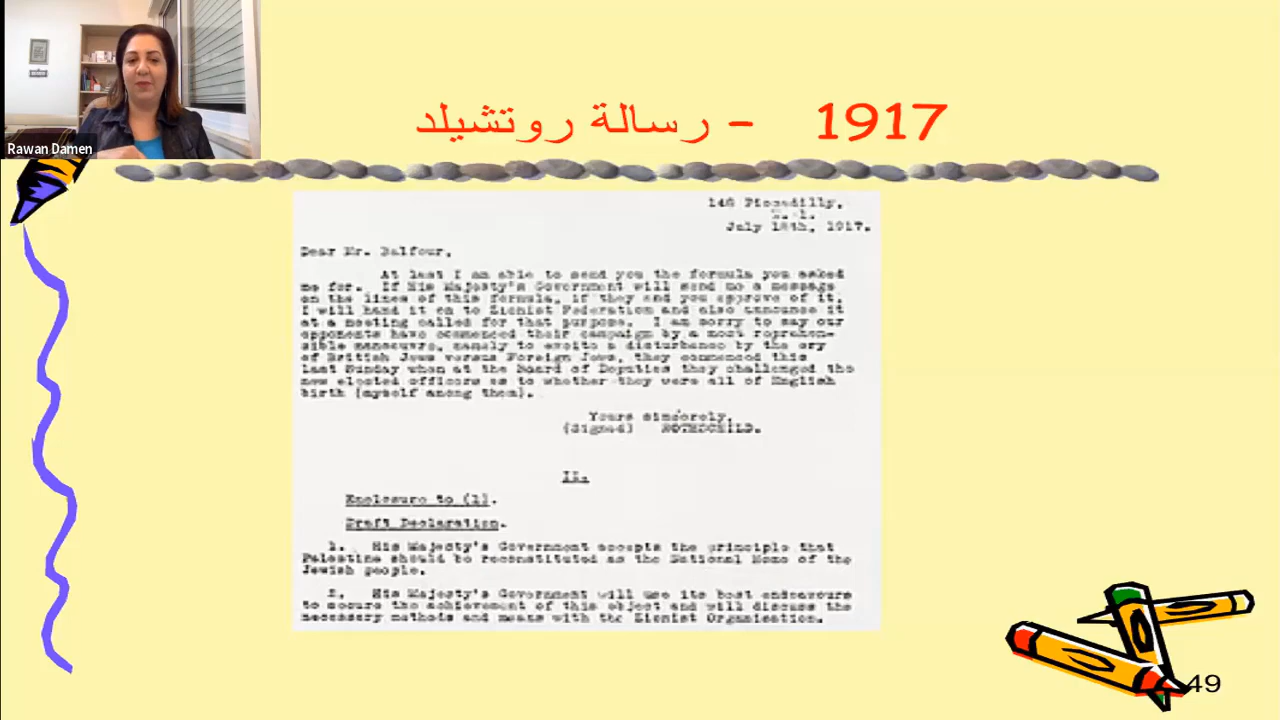 Rawan Damen
1917 - رسالة روتشيلد
148 Piccadilly,
W. 1.
July 18th, 1917.
Dear Mr. Balfour,
At last I am able to send you the formula you asked
me for. If His Majesty's Government will send me a message
on the lines of this formula, if they and you approve of it,
I will hand it on to Zionist Federation and also announce it
at a meeting called for that purpose. I am sorry to say our
opponents have commenced their campaign by a most reprehen-
sible manoeuvre, namely to excite a disturbance by the cry
of British Jews versus Foreign Jews, they commenced this
last Sunday when at the Board of Deputies they challenged the
new elected officers as to whether they were all of English
birth (myself among them).
Yours sincerely,
(Signed) ROTHSCHILD.
II.
Enclosure to (1).
Draft Declaration.
1. His Majesty's Government accepts the principle that
Palestine should be reconstituted as the National Home of the
Jewish people.
2. His Majesty's Government will use its best endeavours
to secure the achievement of this object and will discuss the
necessary methods and means with the Zionist Organisation.
49